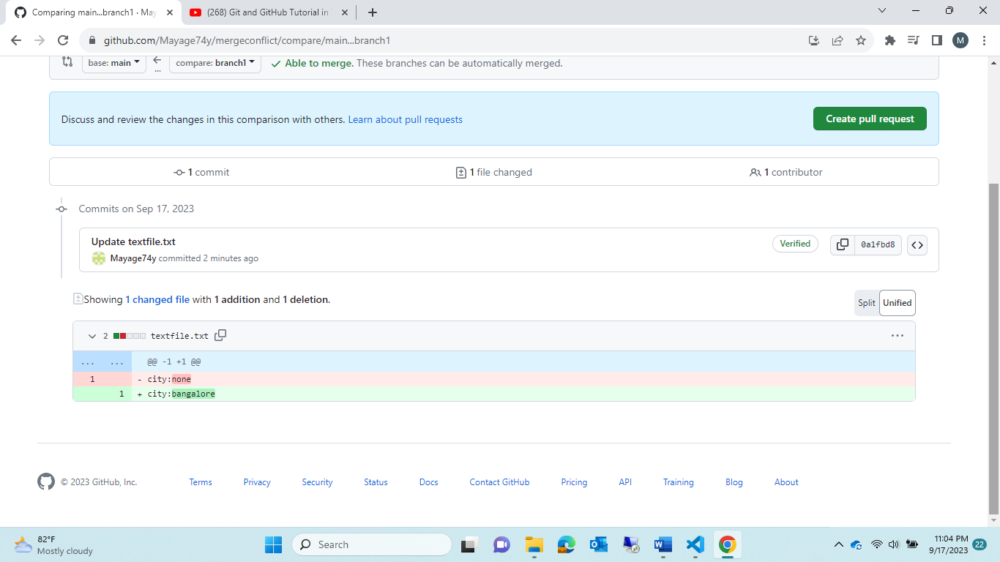 Comparing main...branch1 · May
(268) Git and GitHub Tutorial in
github.com/Mayage74y/mergeconflict/compare/main...branch1
M
base: main
...
compare: branch1
Able to merge. These branches can be automatically merged.
Discuss and review the changes in this comparison with others. Learn about pull requests
Create pull request
1 commit
1 file changed
1 contributor
Commits on Sep 17, 2023
Update textfile.txt
Mayage74y committed 2 minutes ago
Verified
0a1fbd8
Showing 1 changed file with 1 addition and 1 deletion.
Split
Unified
2
textfile.txt
... ... @@ -1 +1 @@
1 - city:none
1 + city:bangalore
© 2023 GitHub, Inc.
Terms
Privacy
Security
Status
Docs
Contact GitHub
Pricing
API
Training
Blog
About
82°F
Mostly cloudy
Search
11:04 PM
9/17/2023
22